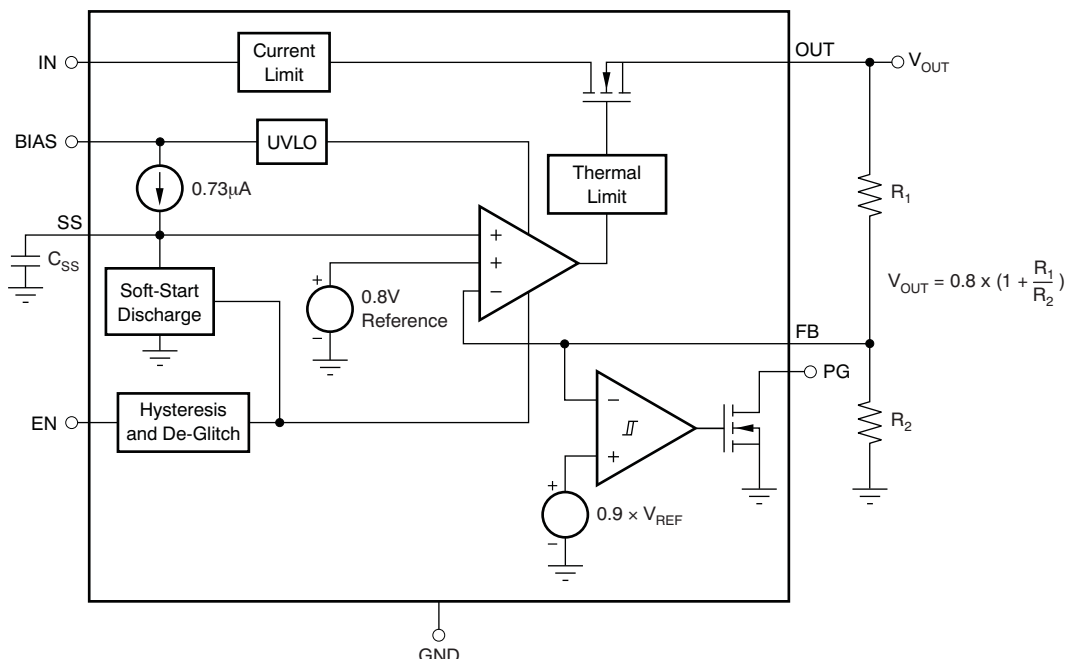 IN
Current
Limit
OUT
V_OUT
BIAS
UVLO
0.73μA
Thermal
Limit
R_1
SS
C_SS
+
+
−
Soft-Start
Discharge
+
−
0.8V
Reference
V_OUT = 0.8 x (1 + R_1/R_2)
FB
PG
EN
Hysteresis
and De-Glitch
−
+
R_2
+
−
0.9 × V_REF
GND